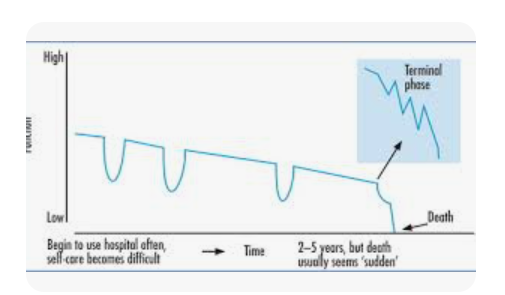 High
Terminal
phase
Function
Low
Death
Begin to use hospital often,
self-care becomes difficult
Time
2–5 years, but death
usually seems ‘sudden’